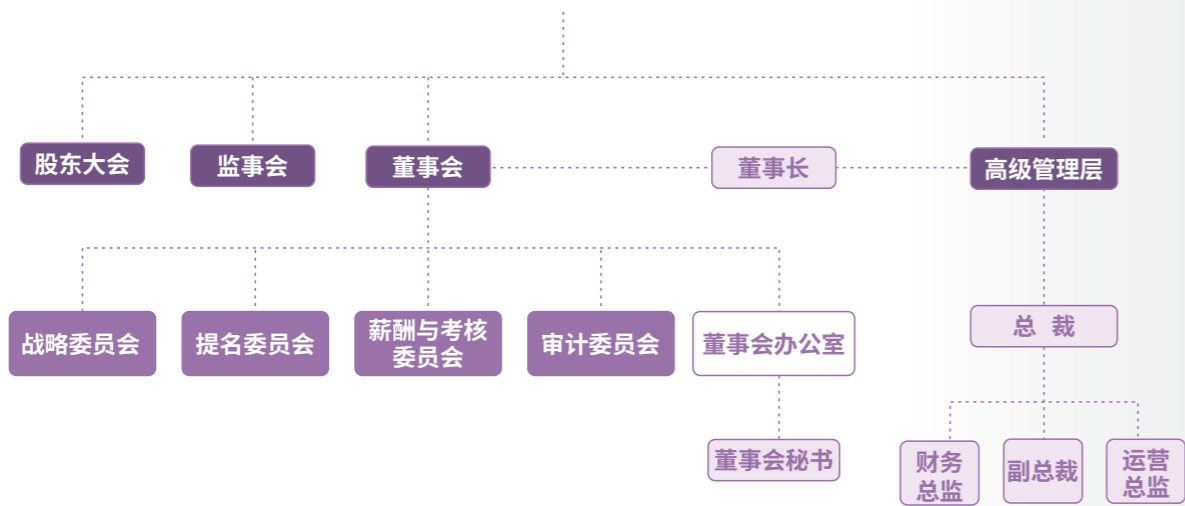 股东大会
监事会
董事会
董事长
高级管理层
总 裁
战略委员会
提名委员会
薪酬与考核
委员会
审计委员会
董事会办公室
董事会秘书
财务
总监
副总裁
运营
总监